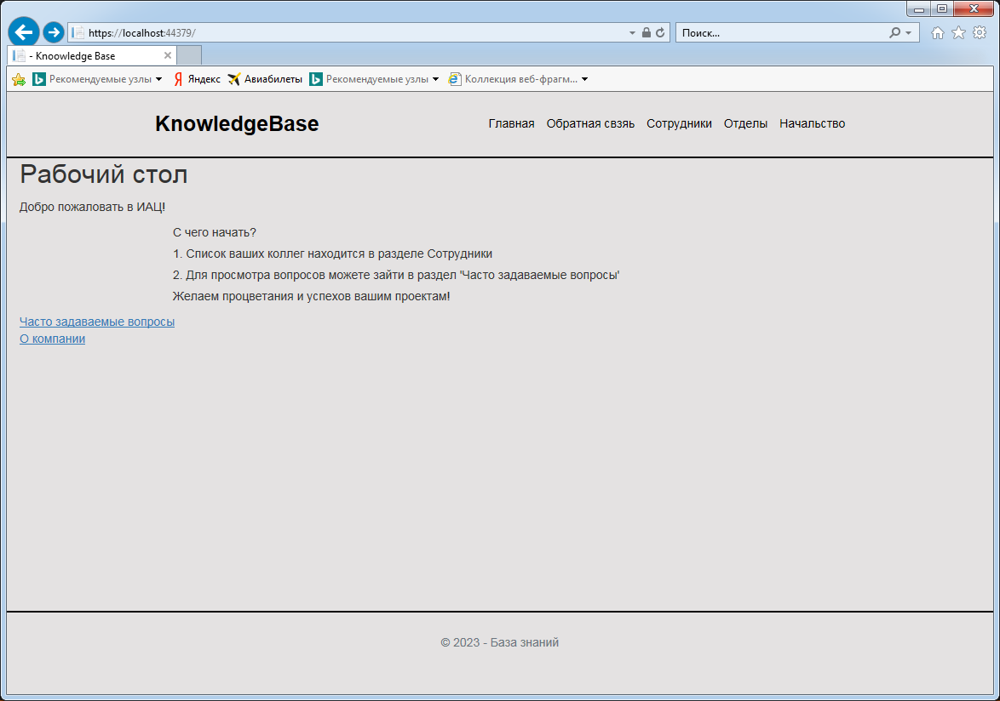 https://localhost:44379/
Поиск...
- Knoowledge Base
Рекомендуемые узлы Яндекс Авиабилеты Рекомендуемые узлы Коллекция веб-фрагм...
KnowledgeBase
Главная Обратная свзяь Сотрудники Отделы Начальство
Рабочий стол
Добро пожаловать в ИАЦ!
С чего начать?
1. Список ваших коллег находится в разделе Сотрудники
2. Для просмотра вопросов можете зайти в раздел 'Часто задаваемые вопросы'
Желаем процветания и успехов вашим проектам!
Часто задаваемые вопросы
О компании
© 2023 - База знаний